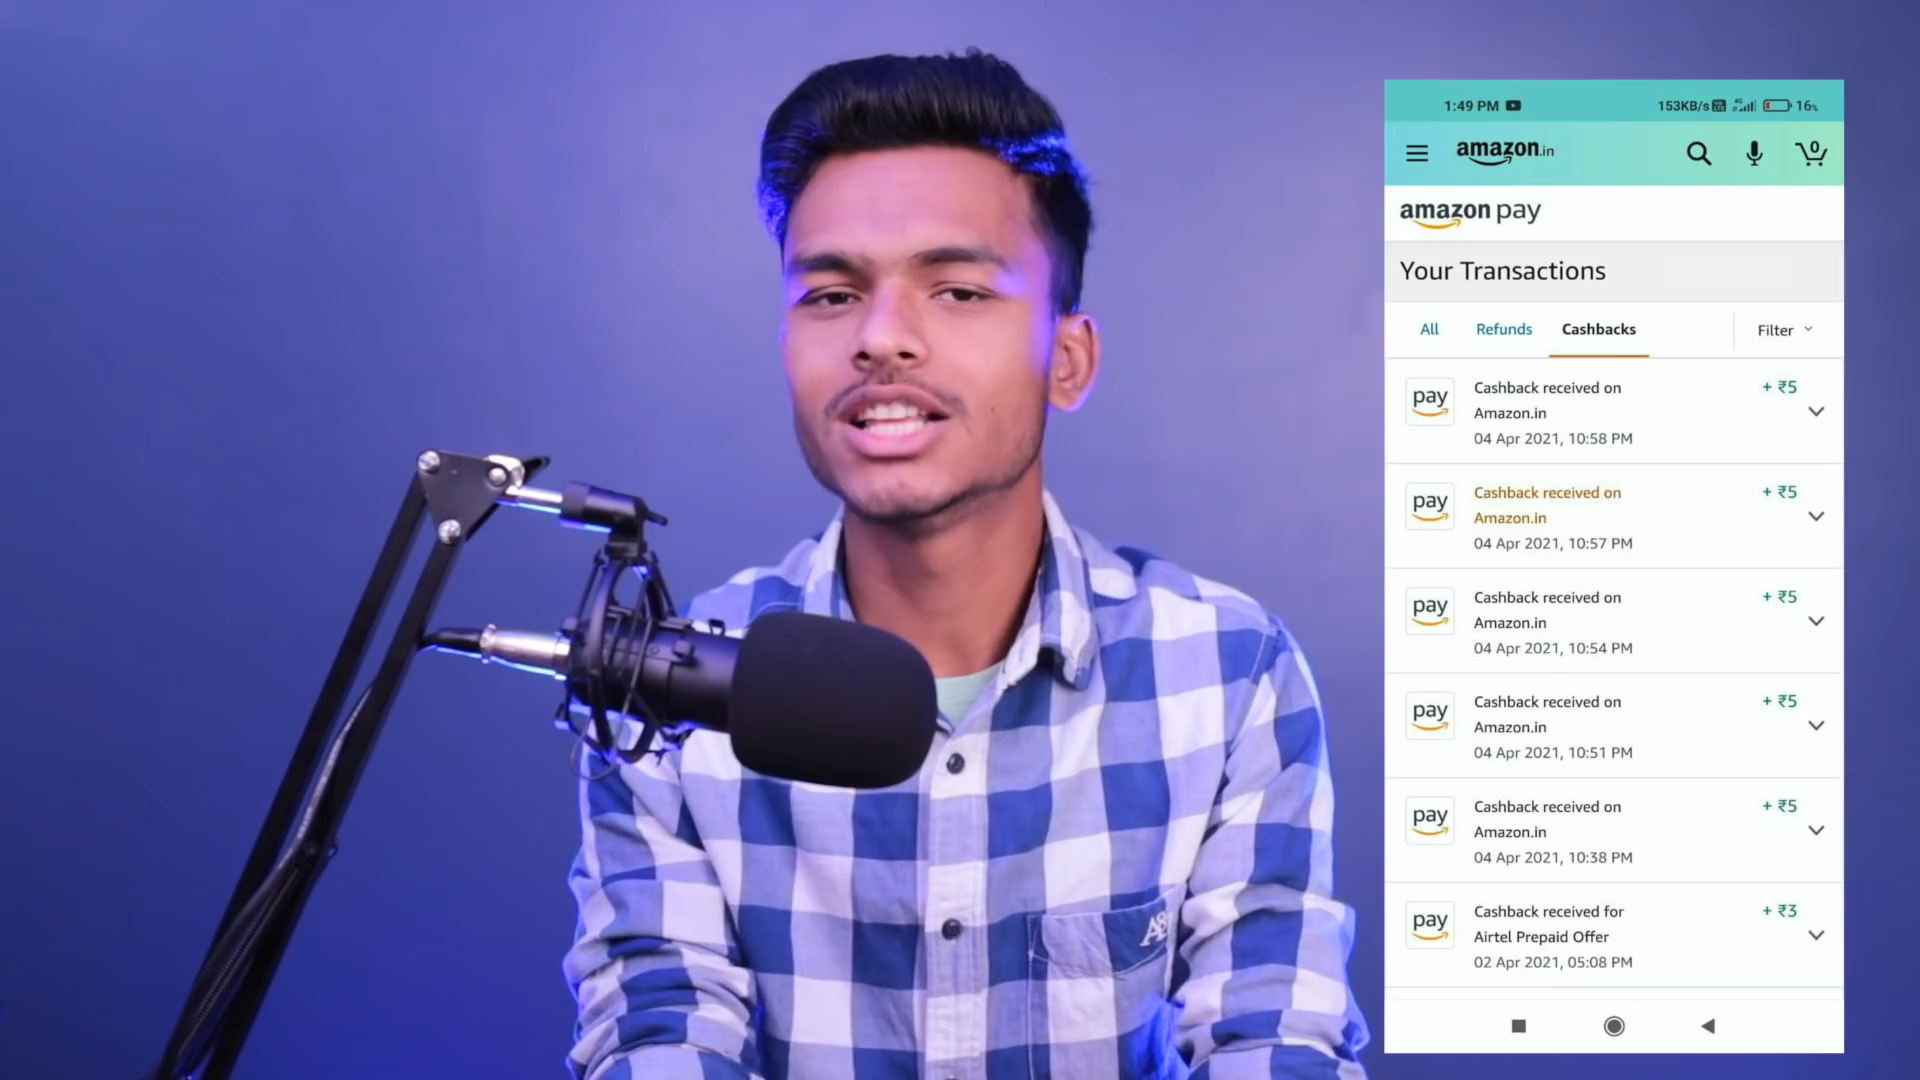 1:49 PM
153KB/s 4G 16%
amazon.in
0
amazon pay
Your Transactions
All Refunds Cashbacks Filter
pay Cashback received on + ₹5
Amazon.in
04 Apr 2021, 10:58 PM
pay Cashback received on + ₹5
Amazon.in
04 Apr 2021, 10:57 PM
pay Cashback received on + ₹5
Amazon.in
04 Apr 2021, 10:54 PM
pay Cashback received on + ₹5
Amazon.in
04 Apr 2021, 10:51 PM
pay Cashback received on + ₹5
Amazon.in
04 Apr 2021, 10:38 PM
pay Cashback received for + ₹3
Airtel Prepaid Offer
02 Apr 2021, 05:08 PM